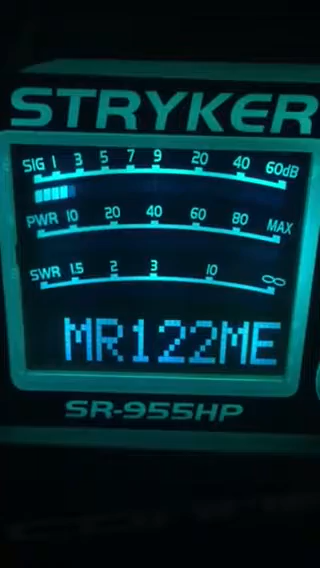 STRYKER
SIG 1 3 5 7 9 20 40 60dB
PWR 10 20 40 60 80 MAX
SWR 1.5 2 3 10 ∞
MR122ME
SR-955HP